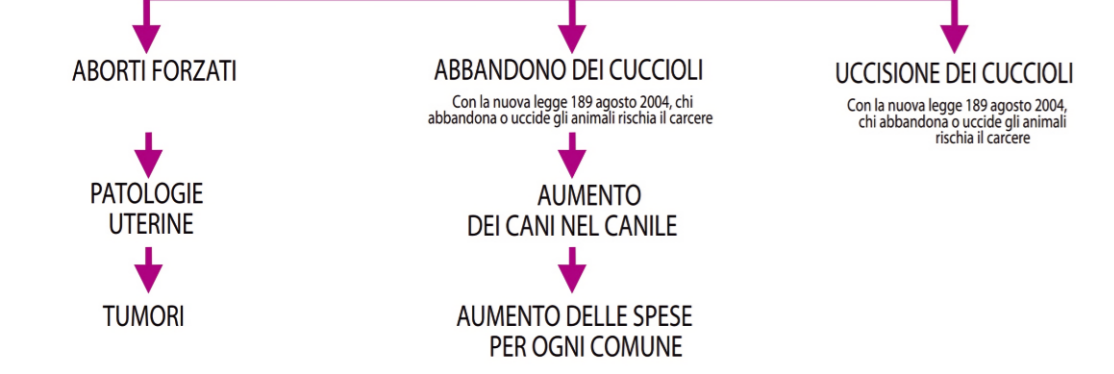 ABORTI FORZATI
PATOLOGIE
UTERINE
TUMORI
ABBANDONO DEI CUCCIOLI
Con la nuova legge 189 agosto 2004, chi
abbandona o uccide gli animali rischia il carcere
AUMENTO
DEI CANI NEL CANILE
AUMENTO DELLE SPESE
PER OGNI COMUNE
UCCISIONE DEI CUCCIOLI
Con la nuova legge 189 agosto 2004,
chi abbandona o uccide gli animali
rischia il carcere